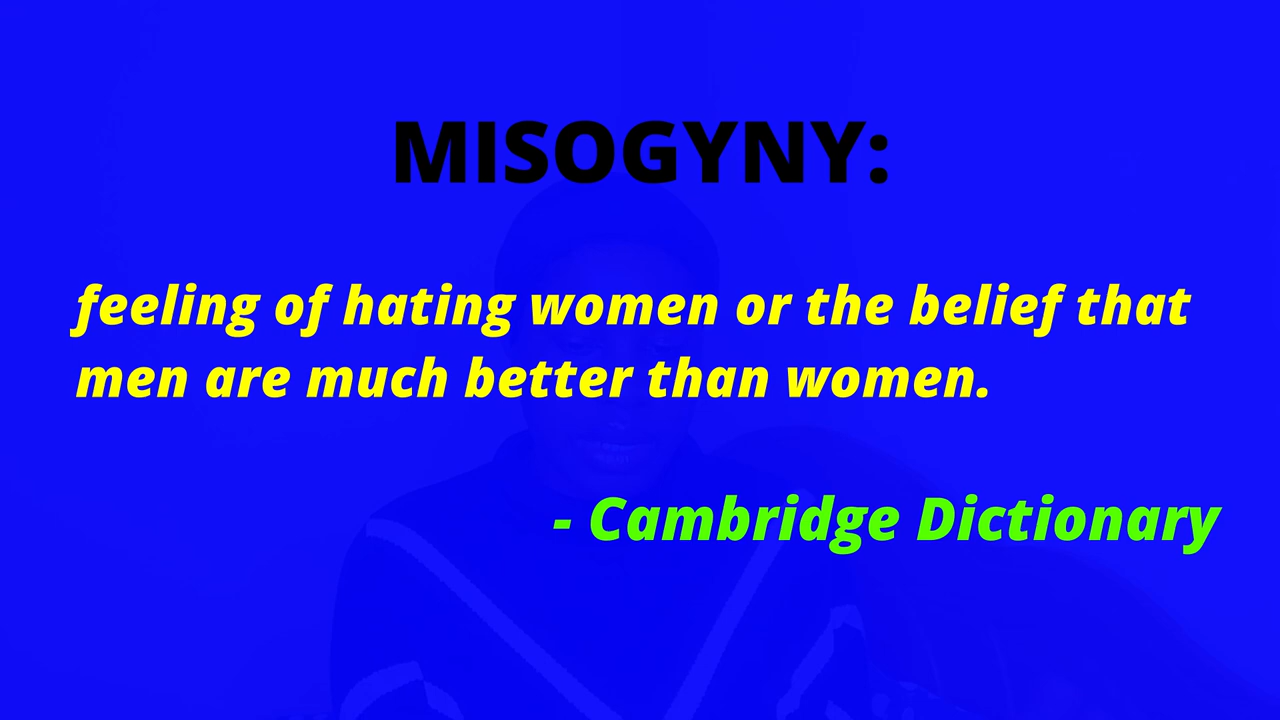 MISOGYNY:
feeling of hating women or the belief that
men are much better than women.
- Cambridge Dictionary